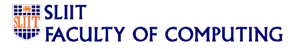 SLIIT
FACULTY OF COMPUTING